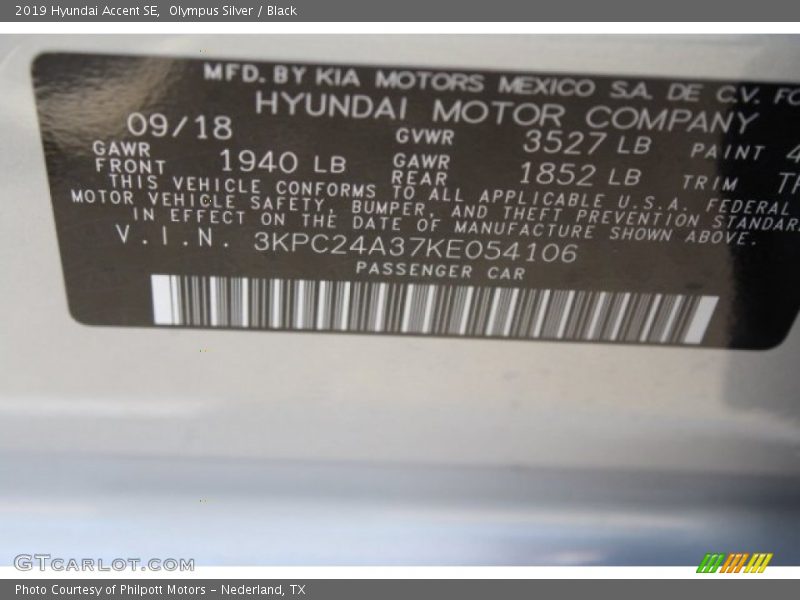 2019 Hyundai Accent SE, Olympus Silver / Black
MFD. BY KIA MOTORS MEXICO S.A. DE C.V. FO
HYUNDAI MOTOR COMPANY
09/18 GVWR 3527 LB PAINT 4
GAWR FRONT 1940 LB GAWR REAR 1852 LB TRIM TR
THIS VEHICLE CONFORMS TO ALL APPLICABLE U.S.A. FEDERAL
MOTOR VEHICLE SAFETY, BUMPER, AND THEFT PREVENTION STANDAR
IN EFFECT ON THE DATE OF MANUFACTURE SHOWN ABOVE.
V.I.N. 3KPC24A37KE054106
PASSENGER CAR
GTcarlot.com
Photo Courtesy of Philpott Motors - Nederland, TX